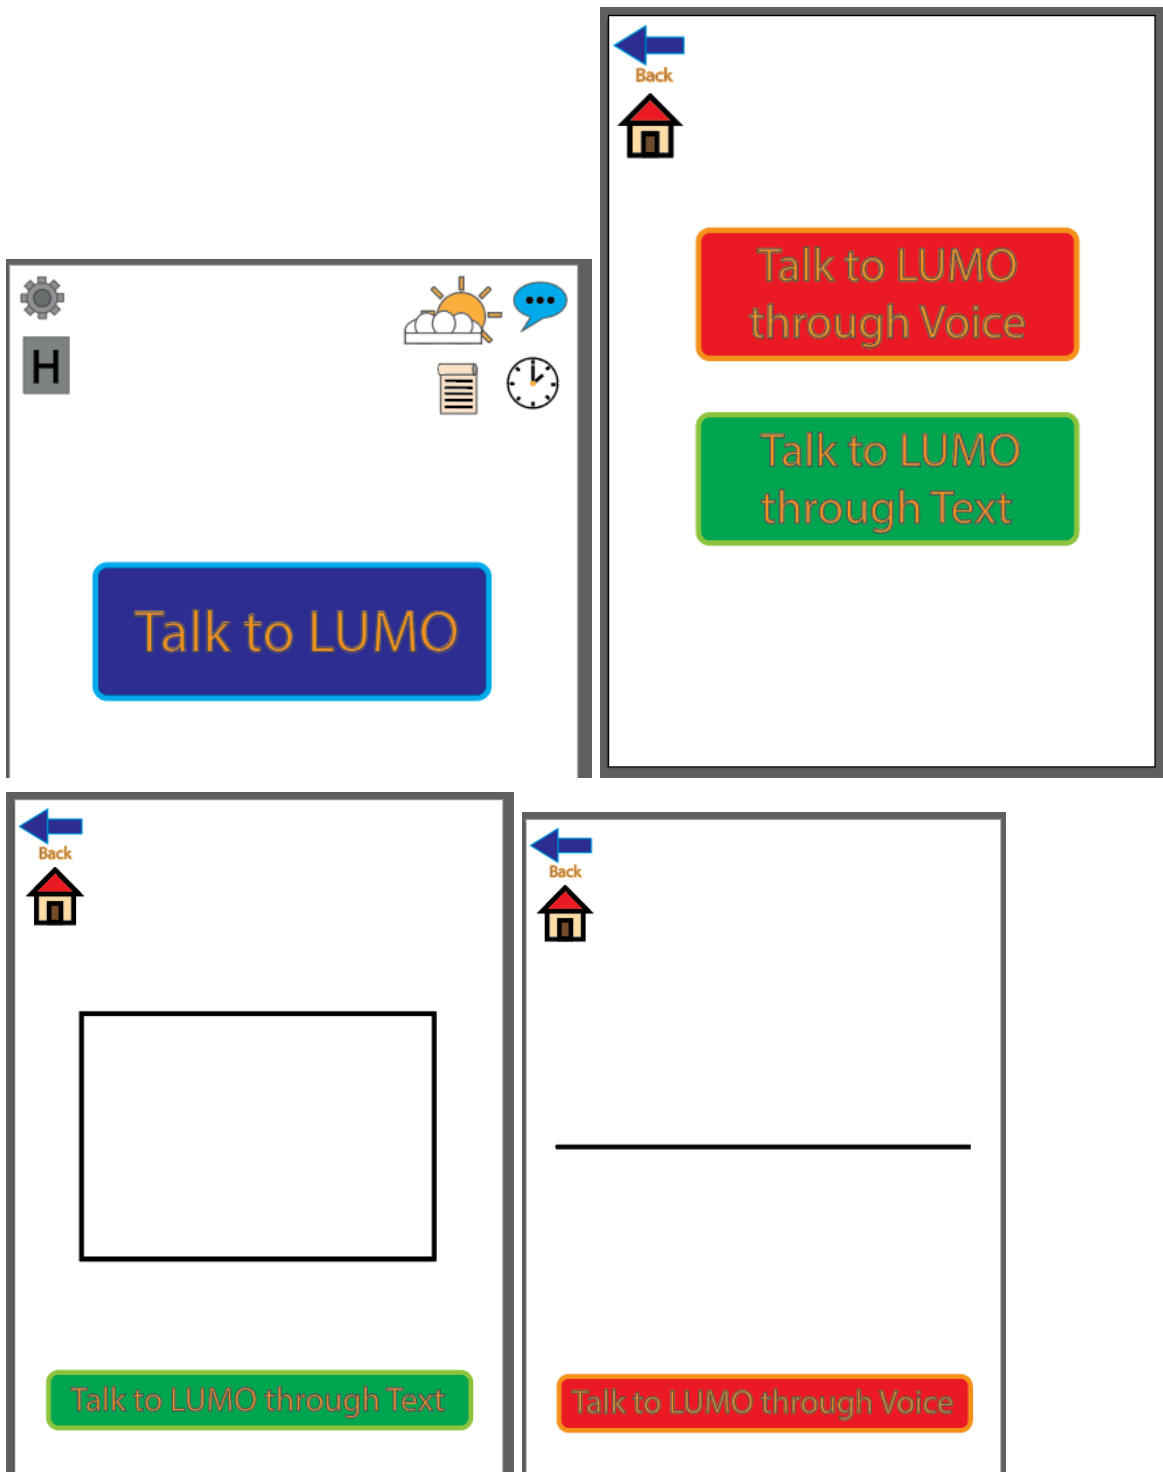 H
Talk to LUMO
Back
Talk to LUMO
through Voice
Talk to LUMO
through Text
Back
Talk to LUMO through Text
Back
Talk to LUMO through Voice